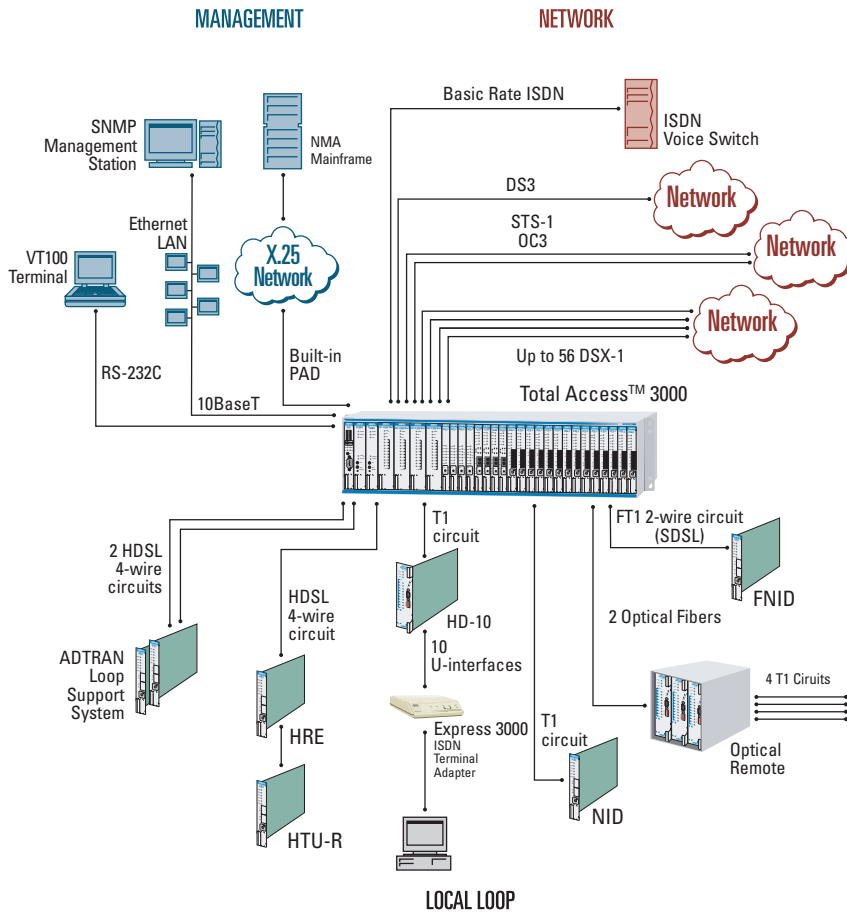 MANAGEMENT
NETWORK
SNMP
Management
Station
NMA
Mainframe
Basic Rate ISDN
ISDN
Voice Switch
DS3
Network
STS-1
OC3
Network
Ethernet
LAN
VT100
Terminal
X.25
Network
Network
Up to 56 DSX-1
RS-232C
Built-in
PAD
10BaseT
Total Access™ 3000
2 HDSL
4-wire
circuits
T1
circuit
FT1 2-wire circuit
(SDSL)
HDSL
4-wire
circuit
HD-10
FNID
2 Optical Fibers
10
U-interfaces
ADTRAN
Loop
Support
System
4 T1 Ciruits
HRE
Express 3000
ISDN
Terminal
Adapter
T1
circuit
Optical
Remote
HTU-R
NID
LOCAL LOOP